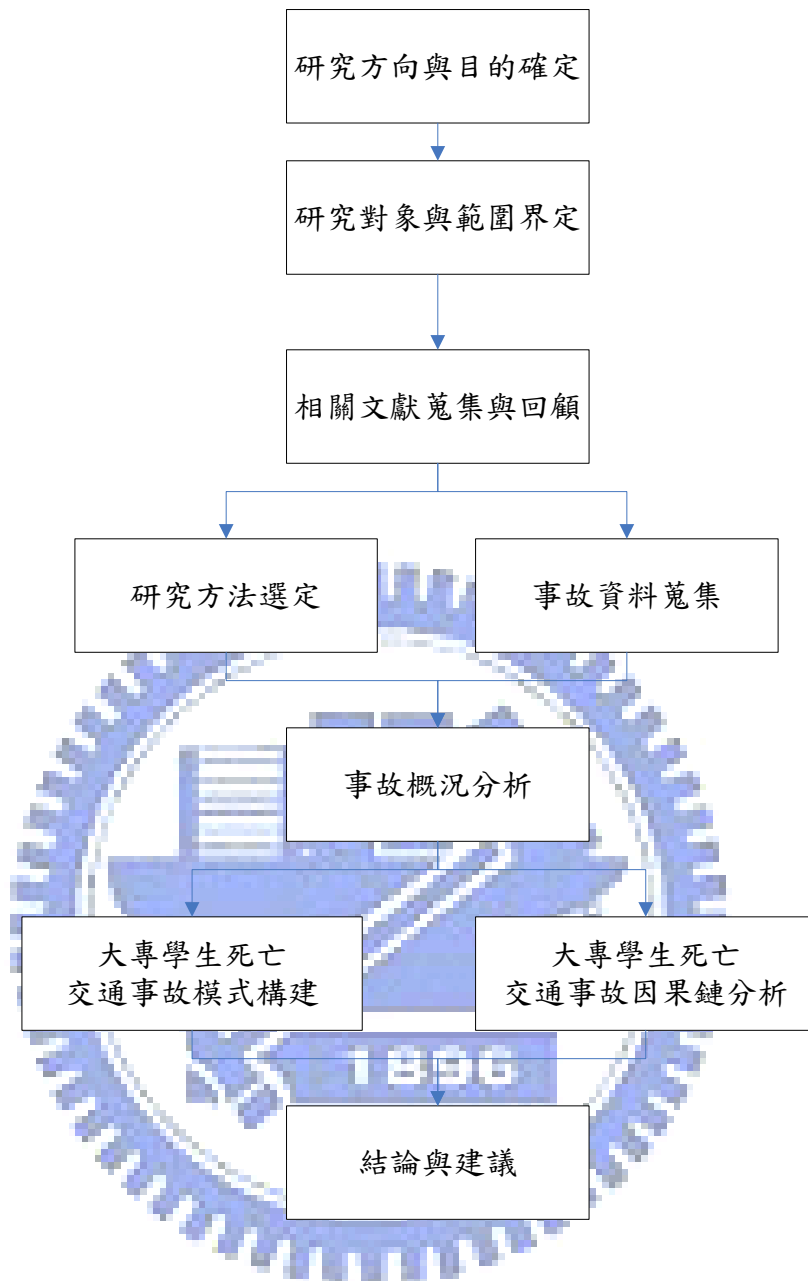 研究方向與目的確定
研究對象與範圍界定
相關文獻蒐集與回顧
研究方法選定
事故資料蒐集
事故概況分析
大專學生死亡
交通事故模式構建
大專學生死亡
交通事故因果鏈分析
1896
結論與建議